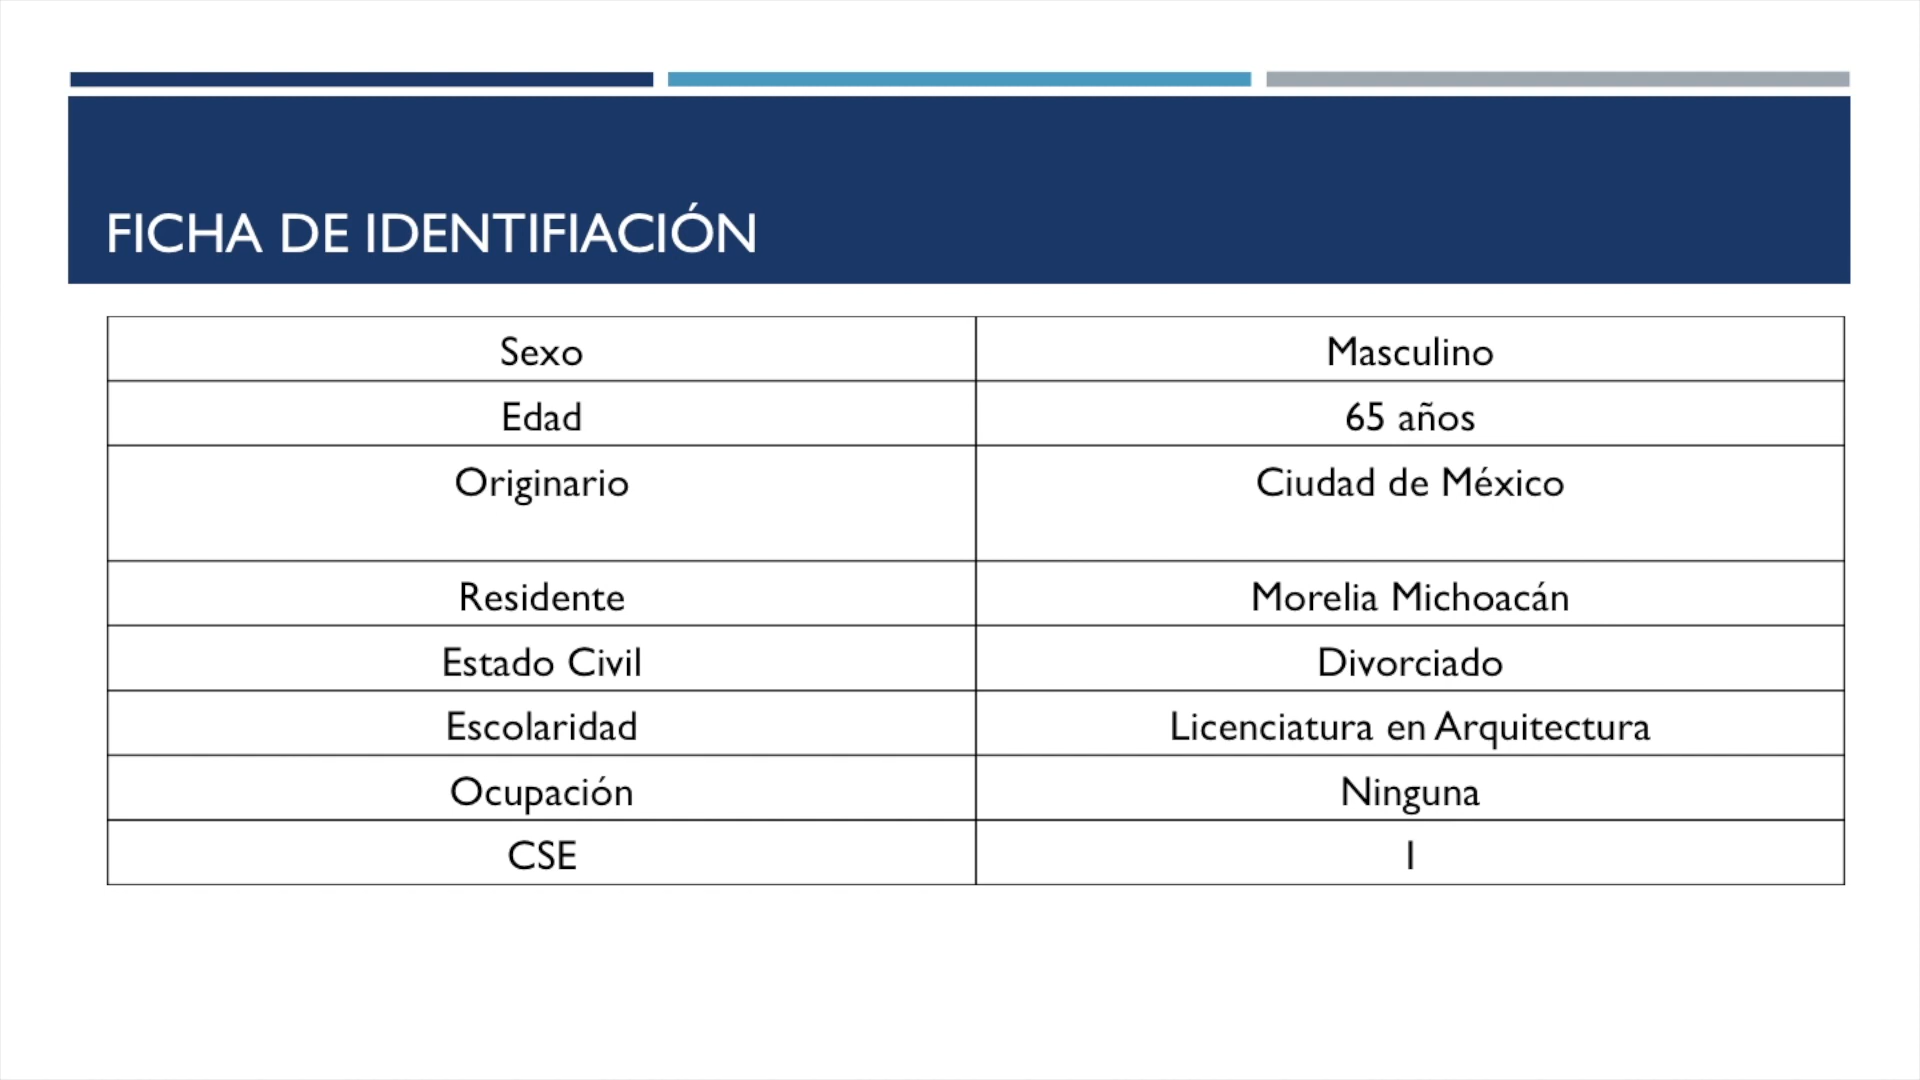 FICHA DE IDENTIFIACIÓN
Sexo Masculino
Edad 65 años
Originario Ciudad de México
Residente Morelia Michoacán
Estado Civil Divorciado
Escolaridad Licenciatura en Arquitectura
Ocupación Ninguna
CSE I